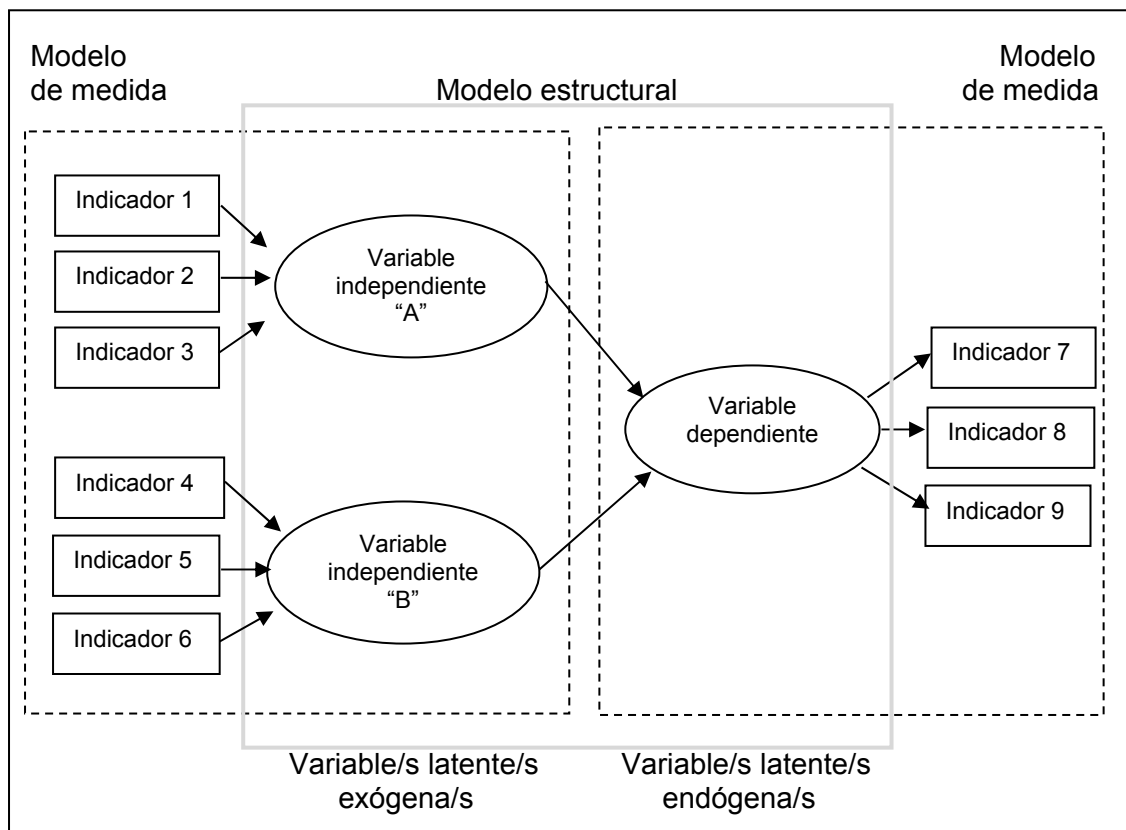 Modelo
de medida
Modelo estructural
Modelo
de medida
Indicador 1
Indicador 2
Indicador 3
Variable
independiente
“A”
Indicador 4
Indicador 5
Indicador 6
Variable
independiente
“B”
Variable
dependiente
Indicador 7
Indicador 8
Indicador 9
Variable/s latente/s
exógena/s
Variable/s latente/s
endógena/s